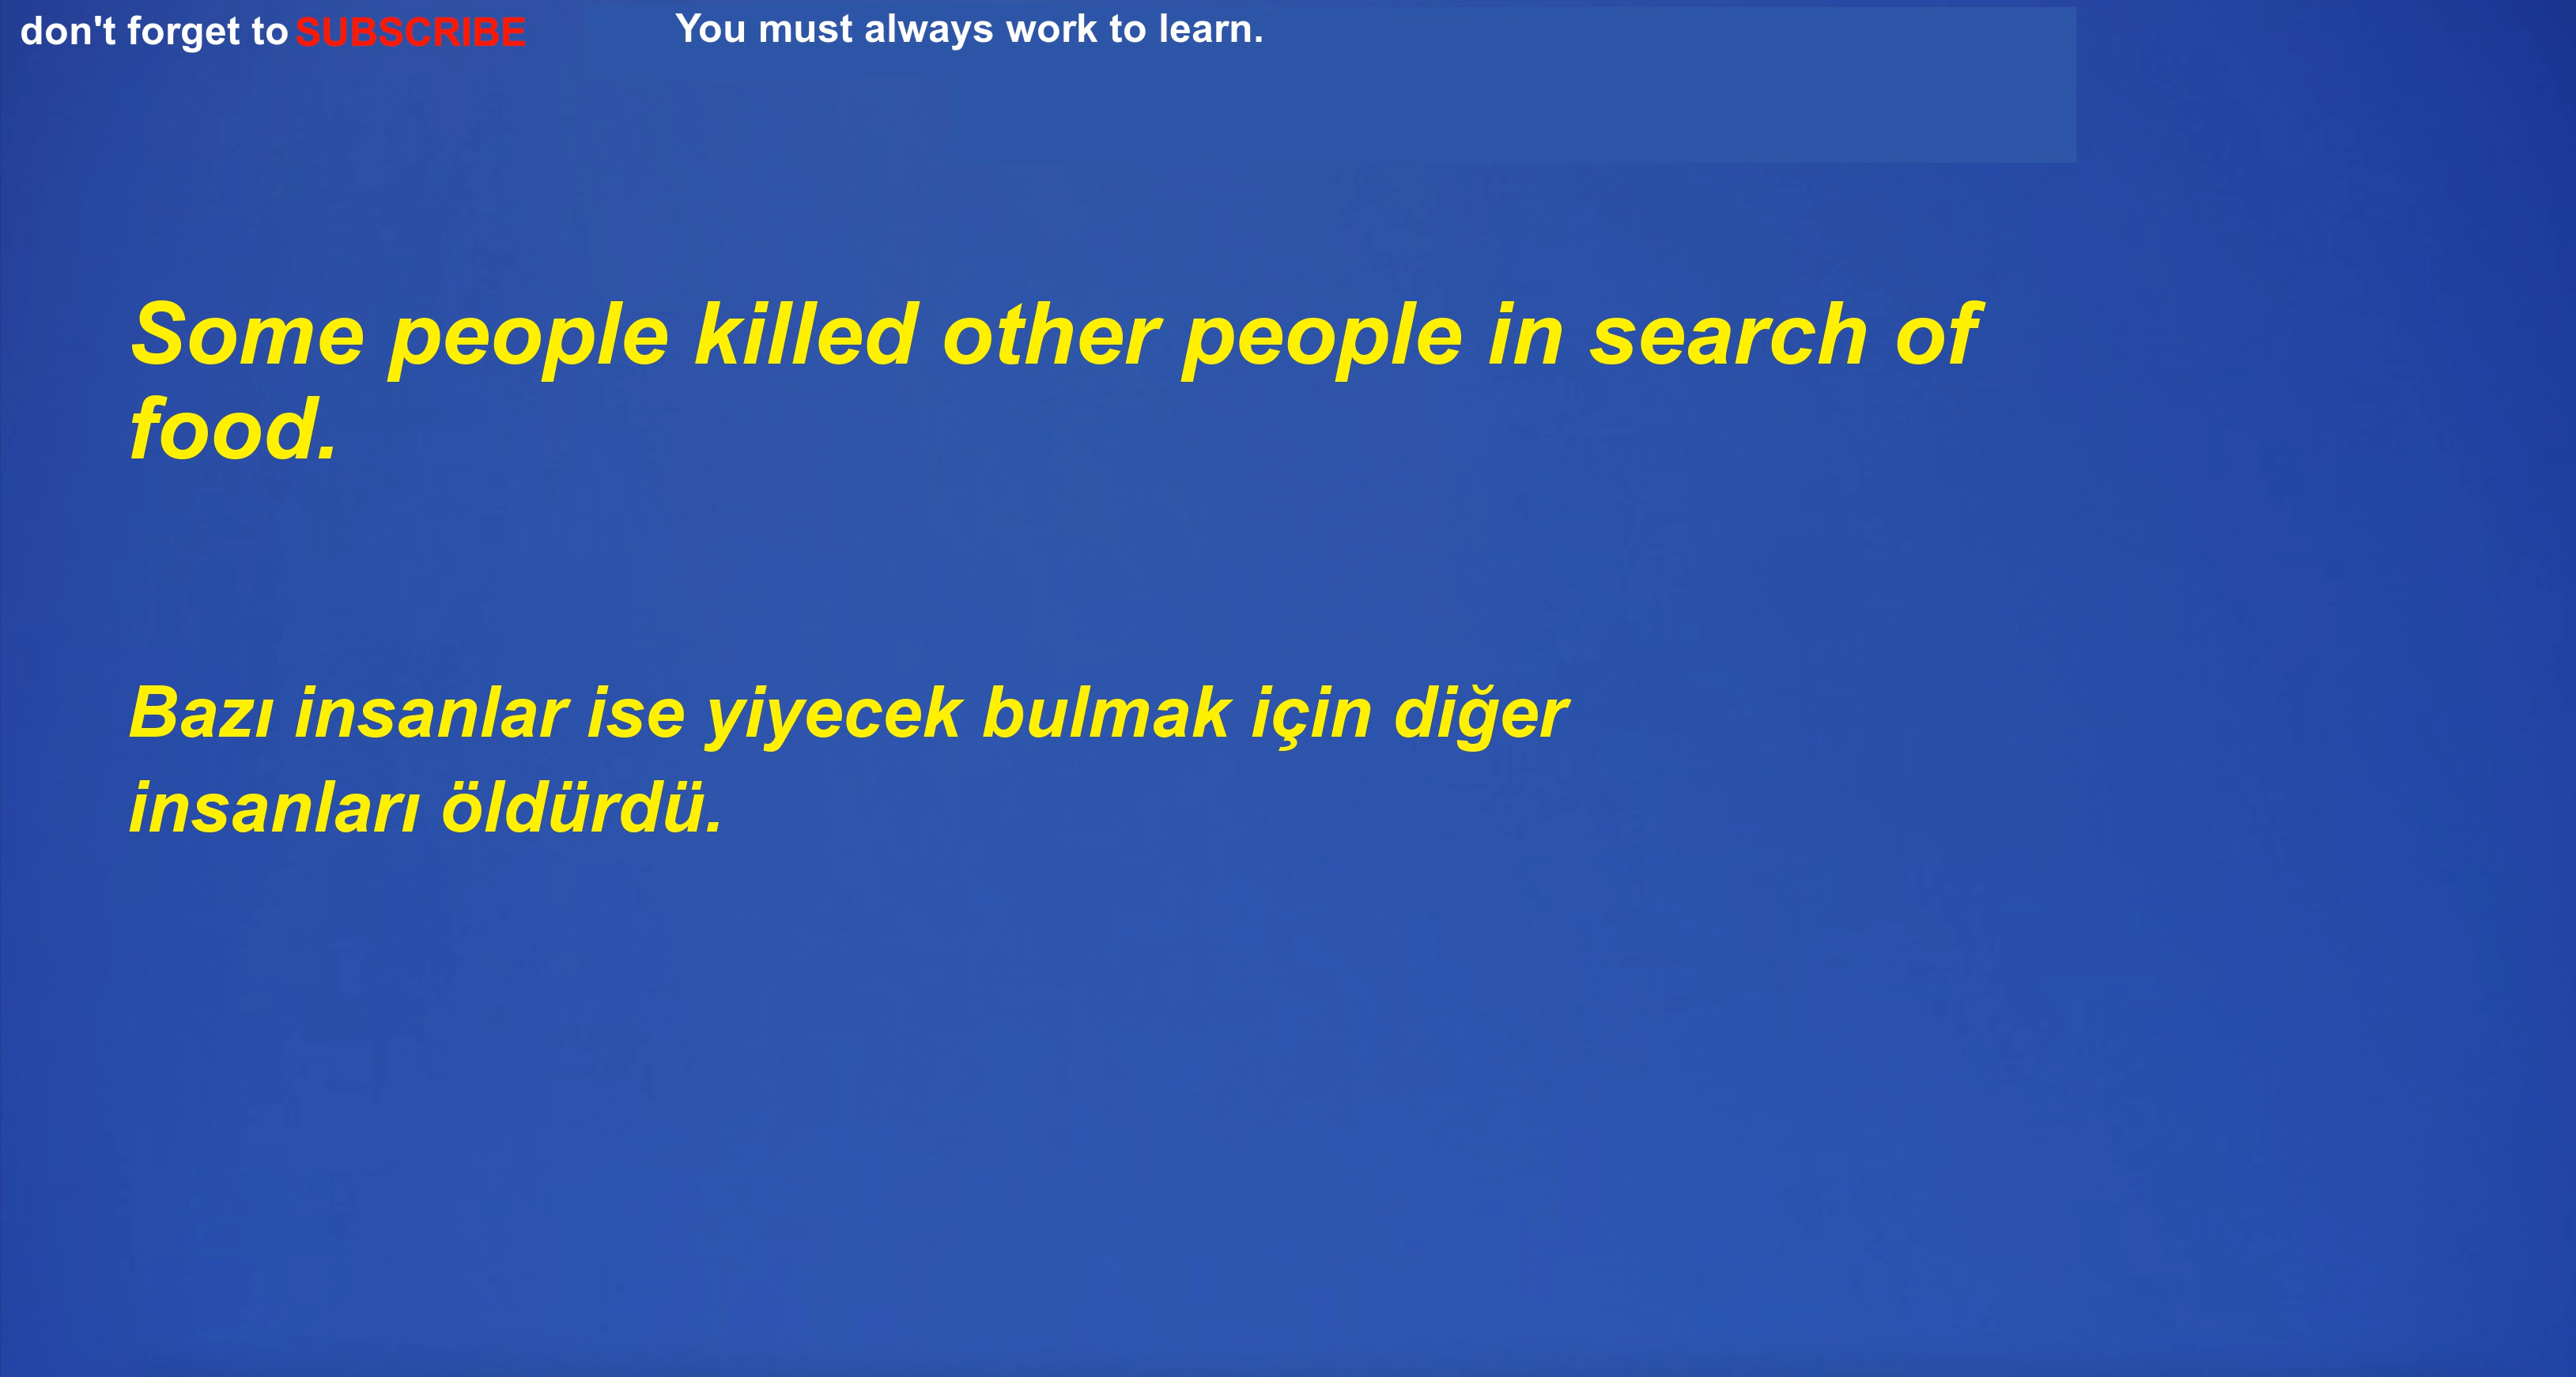 don't forget to SUBSCRIBE
You must always work to learn.
Some people killed other people in search of
food.
Bazı insanlar ise yiyecek bulmak için diğer
insanları öldürdü.